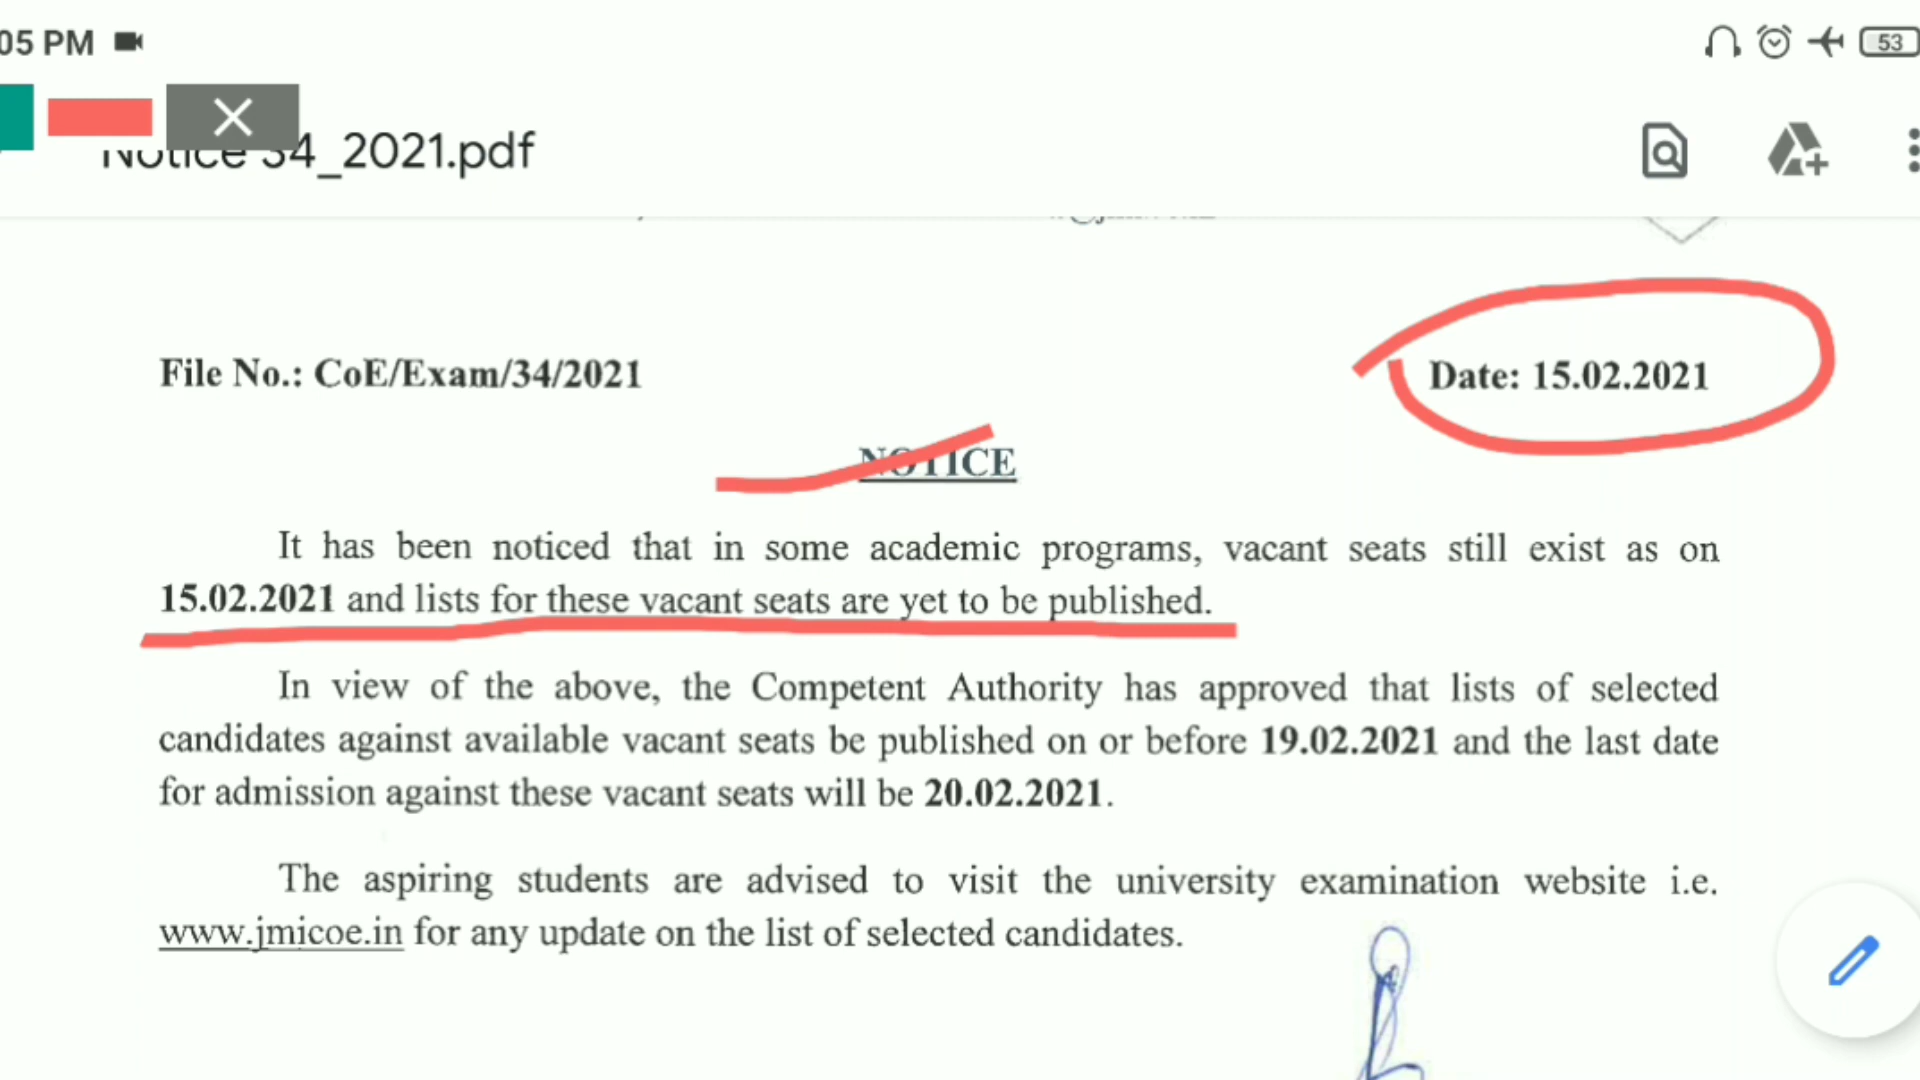 05 PM
53
Notice 34_2021.pdf
File No.: CoE/Exam/34/2021
Date: 15.02.2021
NOTICE
It has been noticed that in some academic programs, vacant seats still exist as on
15.02.2021 and lists for these vacant seats are yet to be published.
In view of the above, the Competent Authority has approved that lists of selected
candidates against available vacant seats be published on or before 19.02.2021 and the last date
for admission against these vacant seats will be 20.02.2021.
The aspiring students are advised to visit the university examination website i.e.
www.jmicoe.in for any update on the list of selected candidates.